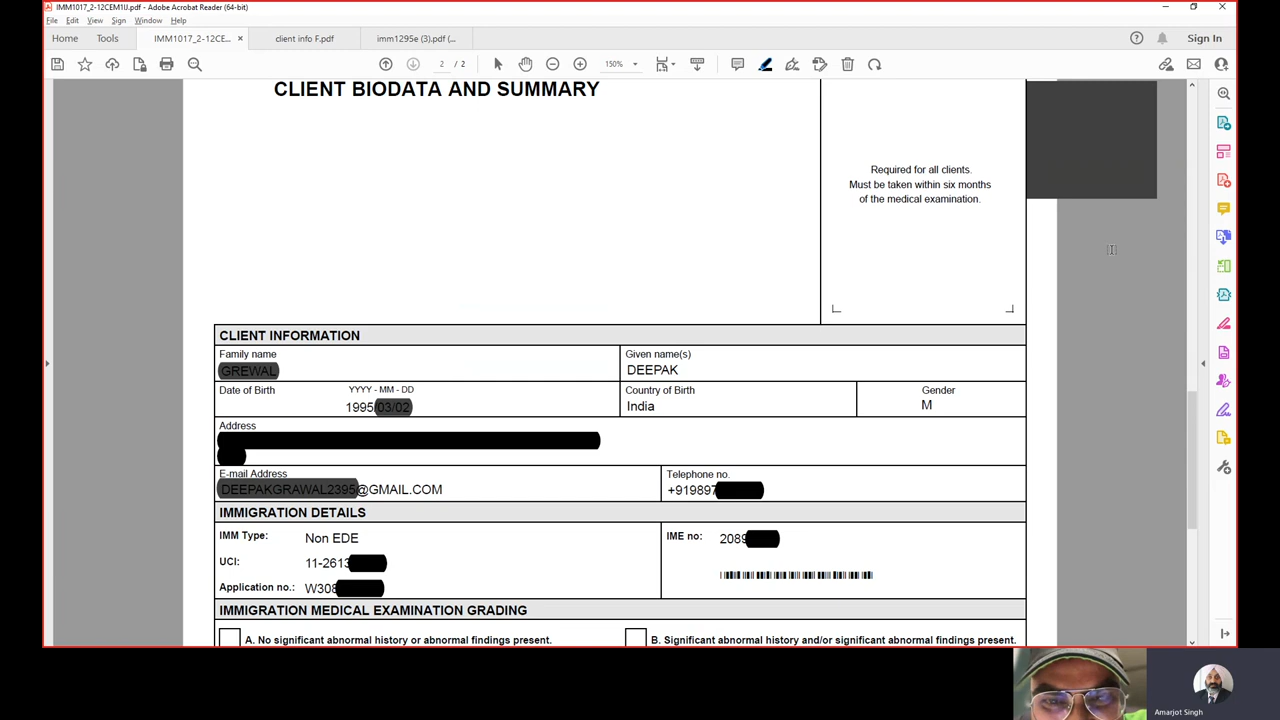 IMM1017_2-12CEM1IJ.pdf - Adobe Acrobat Reader (64-bit)
File Edit View Sign Window Help
Home Tools IMM1017_2-12CE... × client info F.pdf imm1295e (3).pdf (... Sign In
2 / 2 150%
CLIENT BIODATA AND SUMMARY
Required for all clients.
Must be taken within six months
of the medical examination.
CLIENT INFORMATION
Family name Given name(s)
GREWAL DEEPAK
Date of Birth YYYY - MM - DD Country of Birth Gender
1995/03/02 India M
Address
E-mail Address Telephone no.
DEEPAKGRAWAL2395@GMAIL.COM +919897
IMMIGRATION DETAILS
IMM Type: Non EDE IME no: 2089
UCI: 11-2613
Application no.: W308
IMMIGRATION MEDICAL EXAMINATION GRADING
A. No significant abnormal history or abnormal findings present. B. Significant abnormal history and/or significant abnormal findings present.
Amarjot Singh